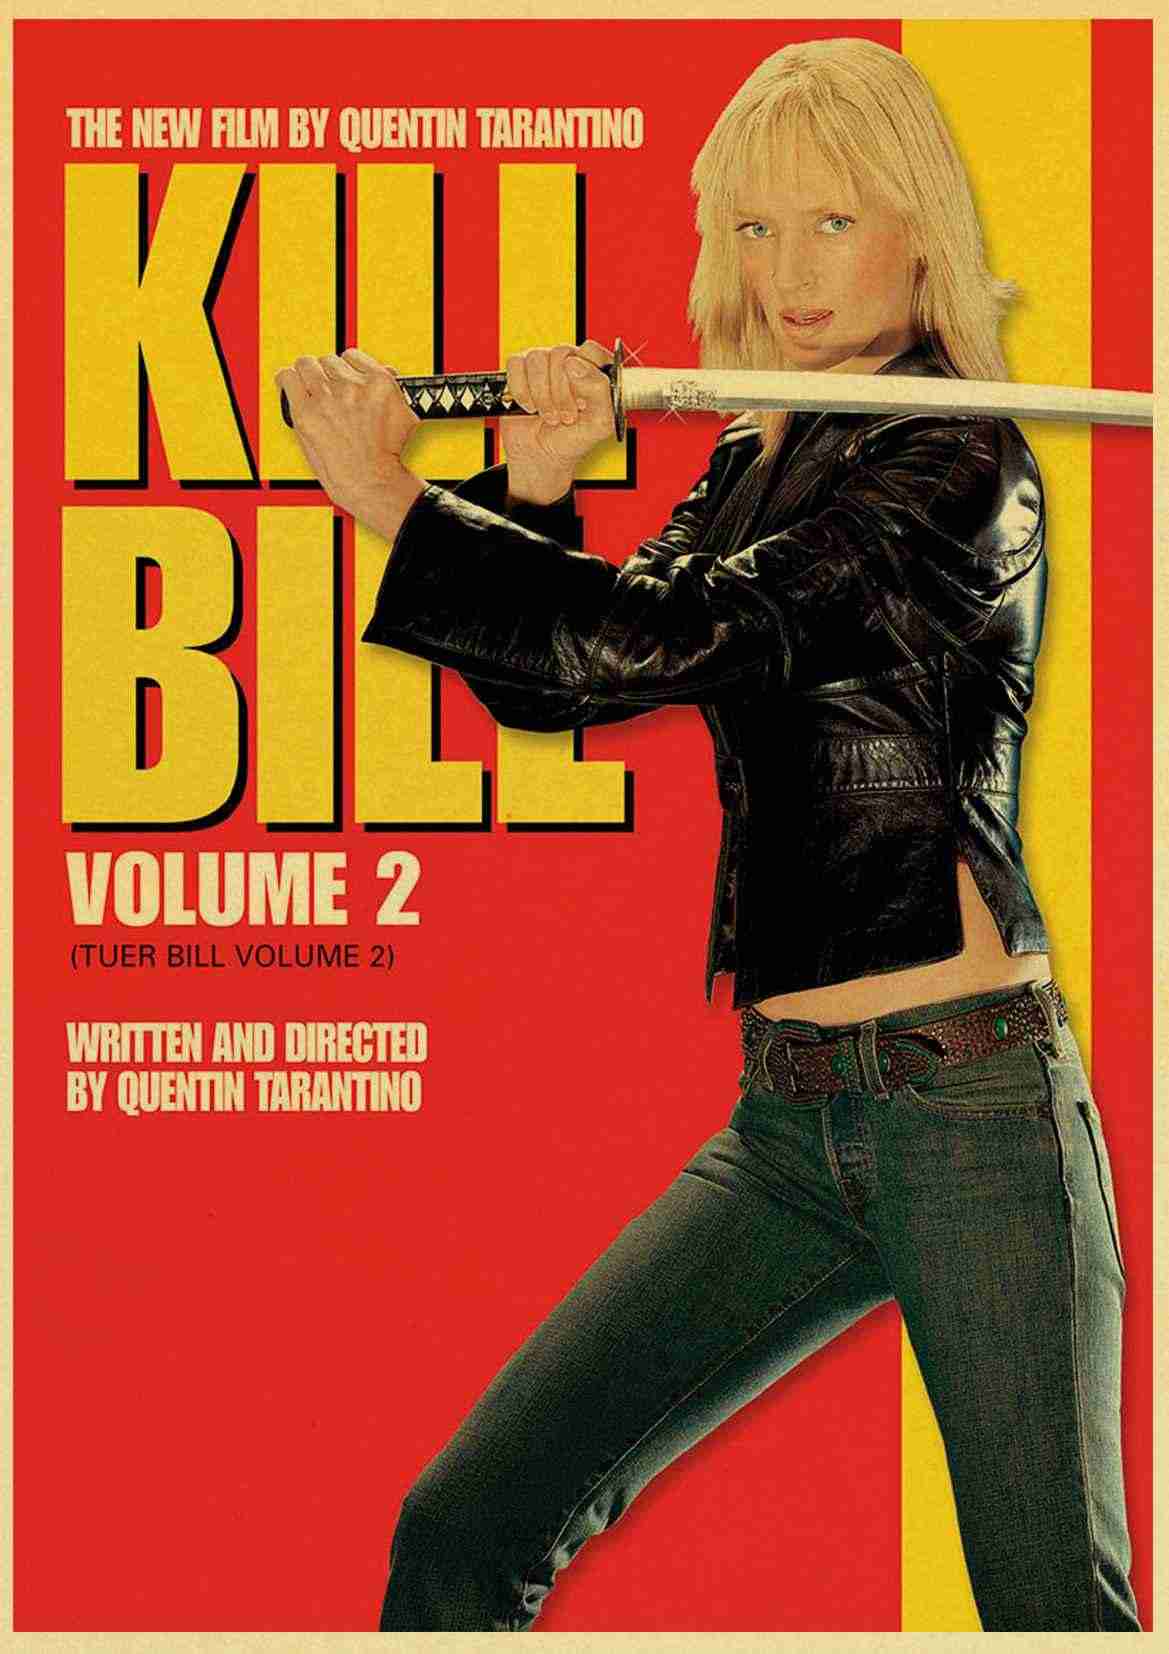 THE NEW FILM BY QUENTIN TARANTINO
KILL
BILL
VOLUME 2
(TUER BILL VOLUME 2)
WRITTEN AND DIRECTED
BY QUENTIN TARANTINO